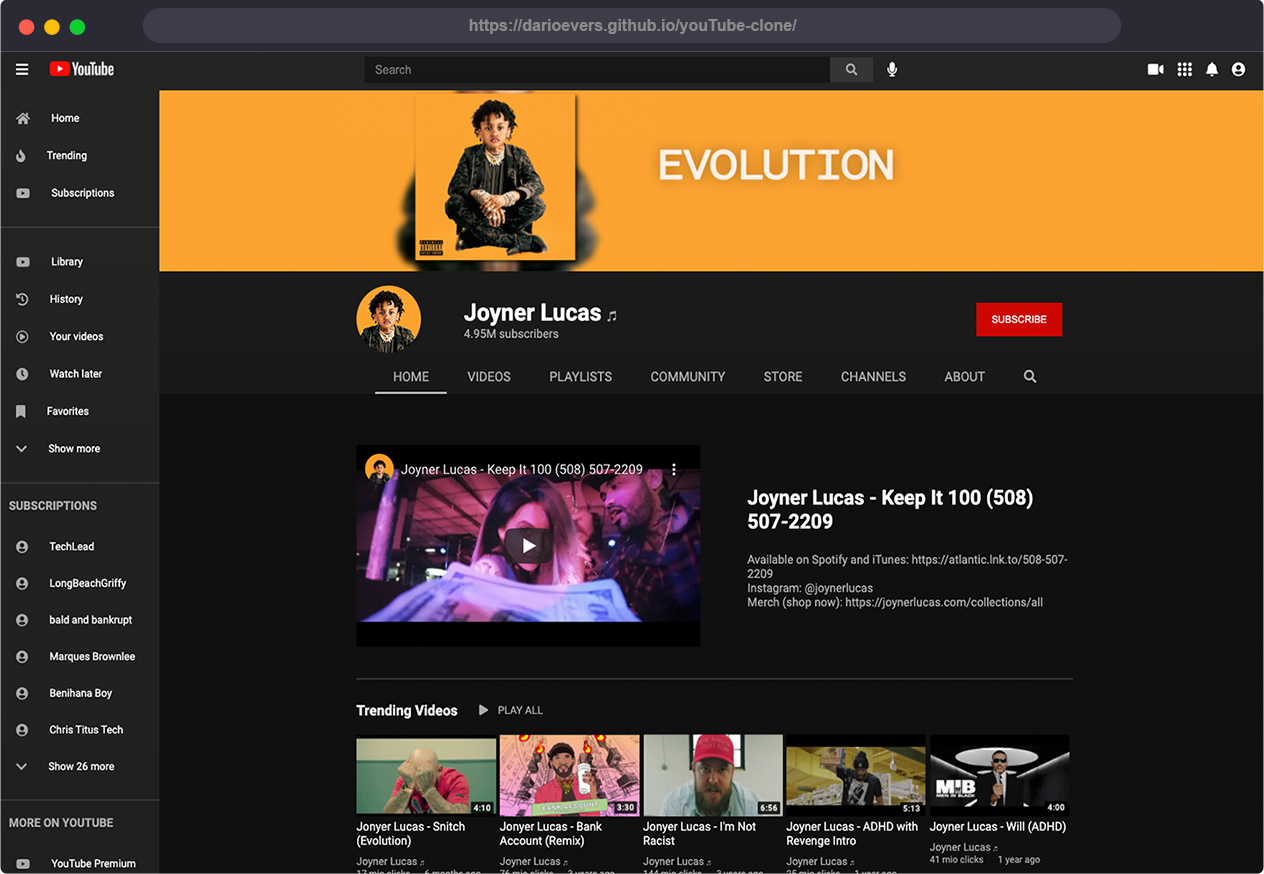 https://darioevers.github.io/youTube-clone/
YouTube
Search
Home
Trending
Subscriptions
Library
History
Your videos
Watch later
Favorites
Show more
SUBSCRIPTIONS
TechLead
LongBeachGriffy
bald and bankrupt
Marques Brownlee
Benihana Boy
Chris Titus Tech
Show 26 more
MORE ON YOUTUBE
YouTube Premium
EVOLUTION
Joyner Lucas ♫
4.95M subscribers
SUBSCRIBE
HOME VIDEOS PLAYLISTS COMMUNITY STORE CHANNELS ABOUT
Joyner Lucas - Keep It 100 (508) 507-2209
Joyner Lucas - Keep It 100 (508)
507-2209
Available on Spotify and iTunes: https://atlantic.lnk.to/508-507-
2209
Instagram: @joynerlucas
Merch (shop now): https://joynerlucas.com/collections/all
Trending Videos PLAY ALL
4:10
BANK ACCOUNT
3:30
6:56
5:13
MIB
MEN IN BLACK
4:00
Jonyer Lucas - Snitch
(Evolution)
Joyner Lucas ♫
17 mio clicks 6 months ago
Jonyer Lucas - Bank
Account (Remix)
Joyner Lucas ♫
76 mio clicks 3 years ago
Jonyer Lucas - I'm Not
Racist
Joyner Lucas ♫
144 mio clicks 3 years ago
Jonyer Lucas - ADHD with
Revenge Intro
Joyner Lucas ♫
25 mio clicks 1 year ago
Jonyer Lucas - Will (ADHD)
Joyner Lucas ♫
41 mio clicks 1 year ago